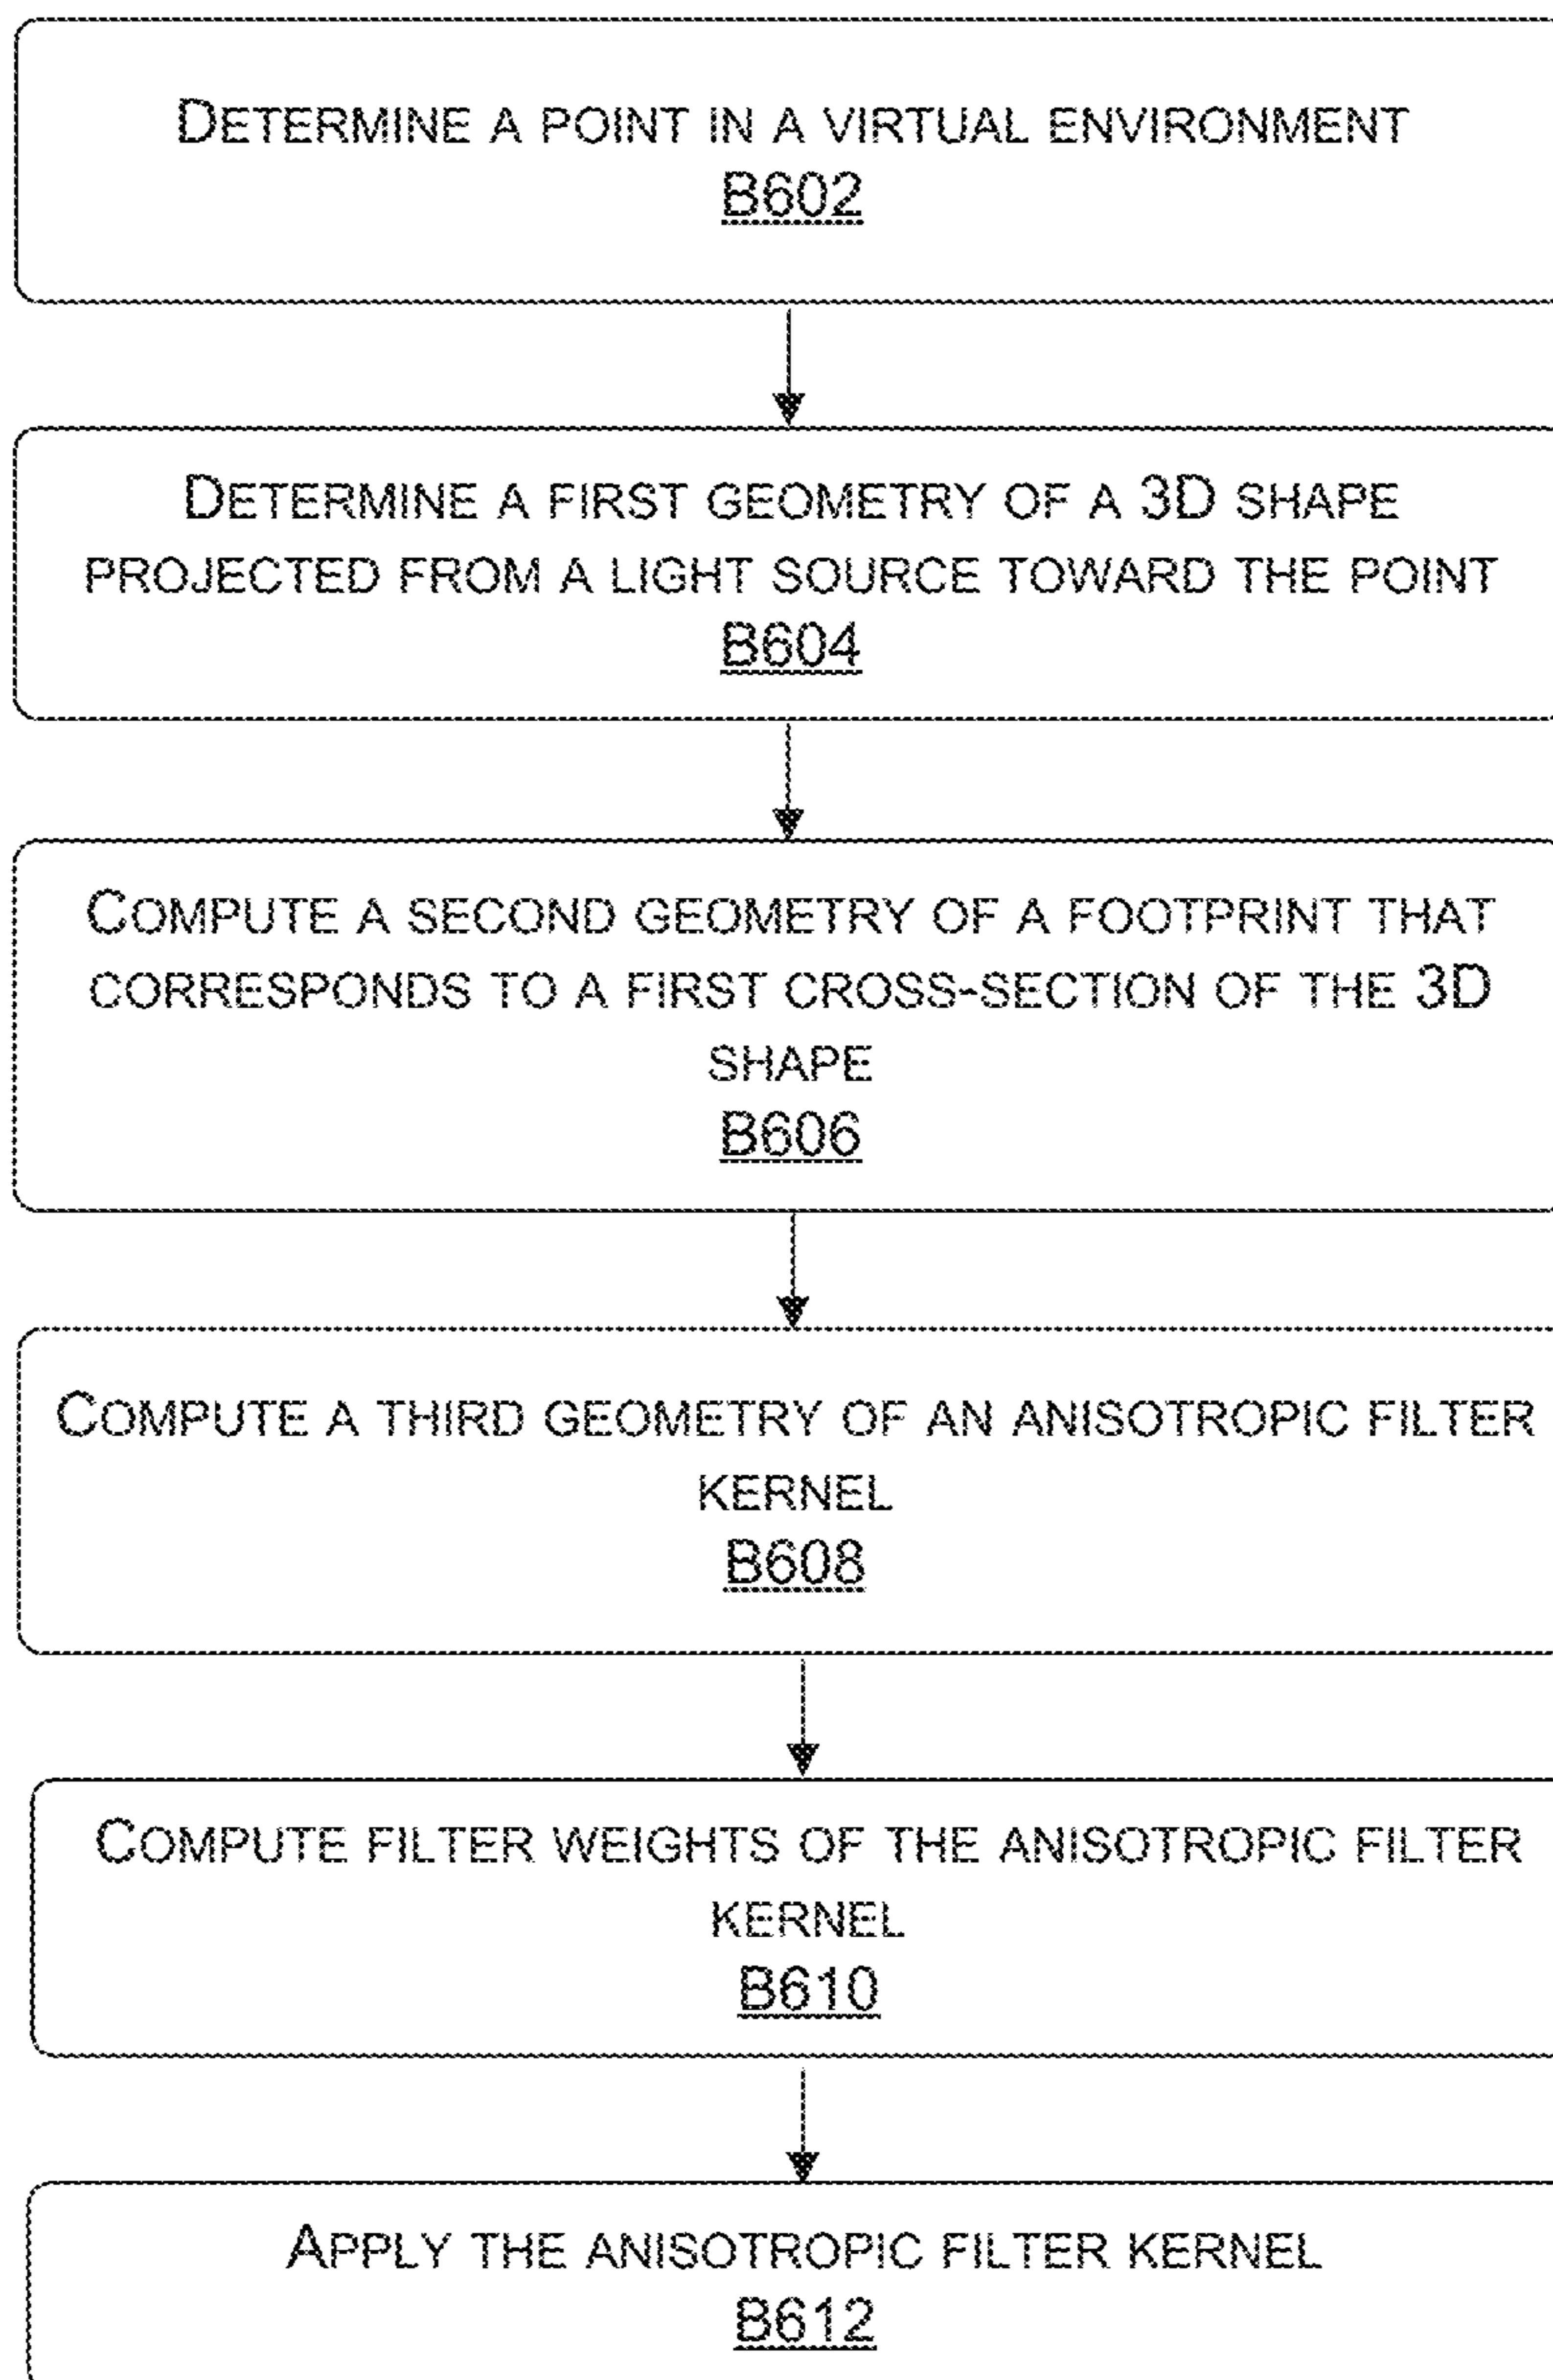 DETERMINE A POINT IN A VIRTUAL ENVIRONMENT
B602
DETERMINE A FIRST GEOMETRY OF A 3D SHAPE
PROJECTED FROM A LIGHT SOURCE TOWARD THE POINT
B604
COMPUTE A SECOND GEOMETRY OF A FOOTPRINT THAT
CORRESPONDS TO A FIRST CROSS-SECTION OF THE 3D
SHAPE
B606
COMPUTE A THIRD GEOMETRY OF AN ANISOTROPIC FILTER
KERNEL
B608
COMPUTE FILTER WEIGHTS OF THE ANISOTROPIC FILTER
KERNEL
B610
APPLY THE ANISOTROPIC FILTER KERNEL
B612